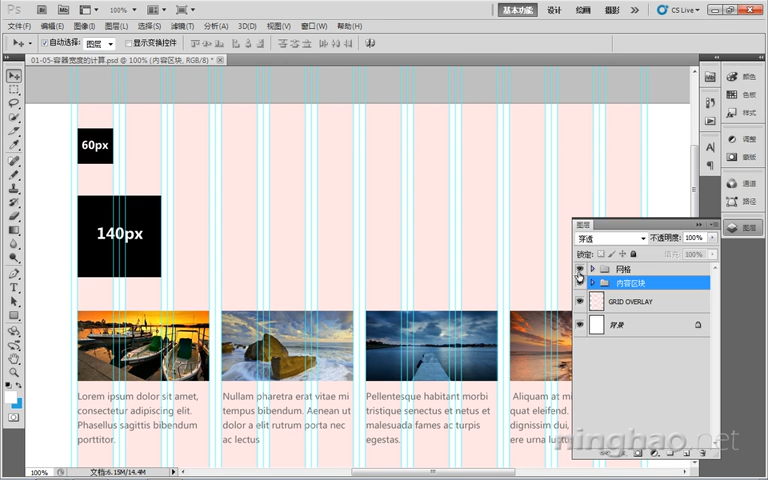 Ps Br Mb 100% 基本功能 设计 绘画 摄影 >> CS Live
文件(F) 编辑(E) 图像(I) 图层(L) 选择(S) 滤镜(T) 分析(A) 3D(D) 视图(V) 窗口(W) 帮助(H)
自动选择: 图层 显示变换控件
01-05-容器宽度的计算.psd @ 100% (内容区块, RGB/8) *
颜色
色板
样式
调整
蒙版
通道
路径
图层
60px
140px
图层
穿透 不透明度: 100%
锁定: 填充: 100%
网格
内容区块
GRID OVERLAY
背景
Lorem ipsum dolor sit amet,
consectetur adipiscing elit.
Phasellus sagittis bibendum
porttitor.
Nullam pharetra erat vitae mi
tempus bibendum. Aenean ut
dolor a elit rutrum porta nec
ac lectus
Pellentesque habitant morbi
tristique senectus et netus et
malesuada fames ac turpis
egestas.
Aliquam at m
quat eleifend.
dignissim dui,
ere urna luctus
ninghao.net
100% 文档:6.15M/14.4M